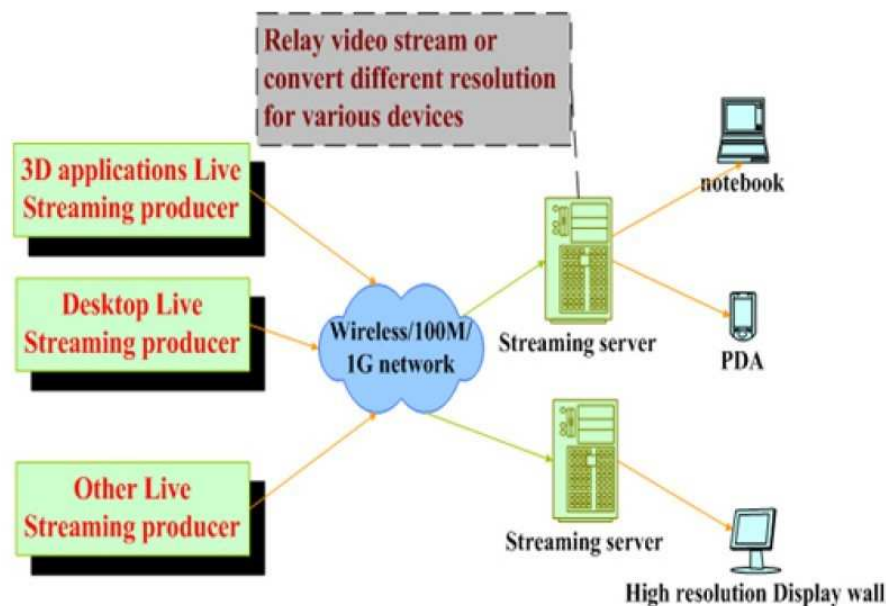 Relay video stream or
convert different resolution
for various devices
3D applications Live
Streaming producer
Desktop Live
Streaming producer
Other Live
Streaming producer
Wireless/100M/
1G network
Streaming server
Streaming server
notebook
PDA
High resolution Display wall